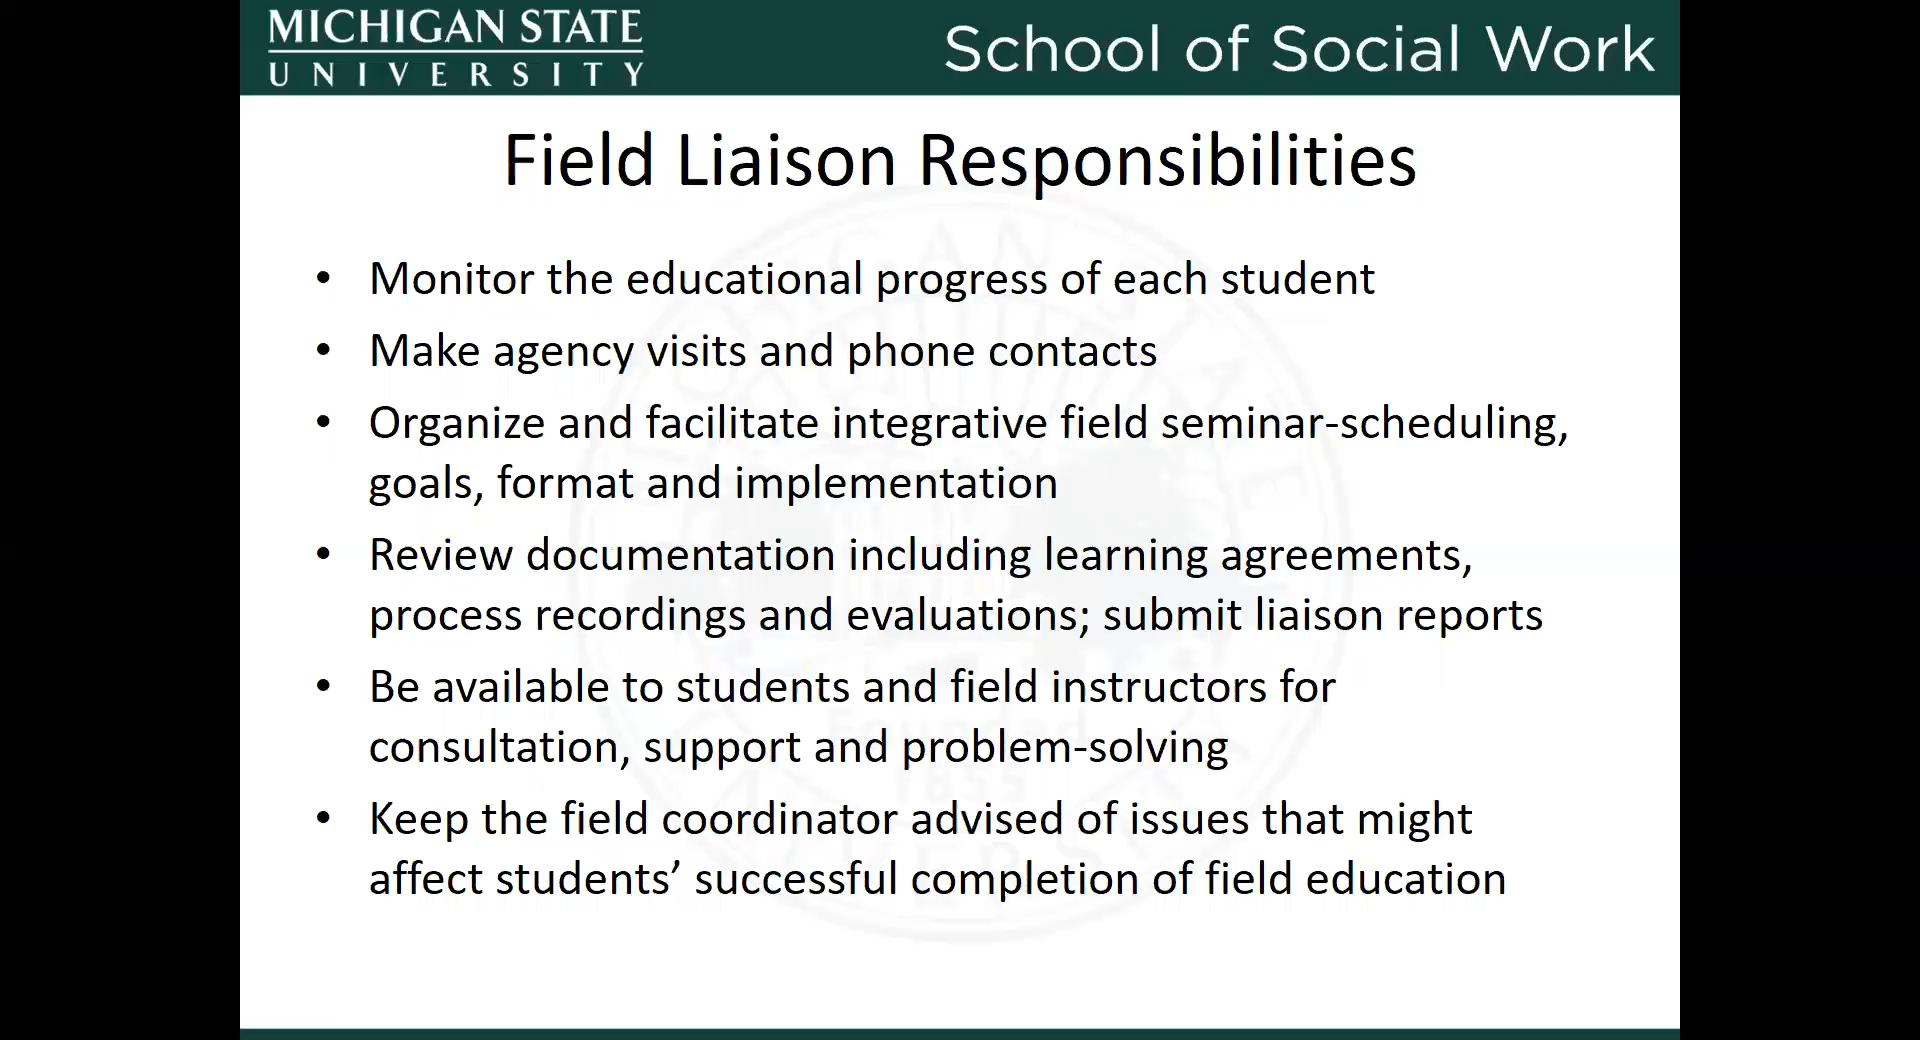 MICHIGAN STATE
UNIVERSITY
School of Social Work
Field Liaison Responsibilities
• Monitor the educational progress of each student
• Make agency visits and phone contacts
• Organize and facilitate integrative field seminar-scheduling,
goals, format and implementation
• Review documentation including learning agreements,
process recordings and evaluations; submit liaison reports
• Be available to students and field instructors for
consultation, support and problem-solving
• Keep the field coordinator advised of issues that might
affect students’ successful completion of field education